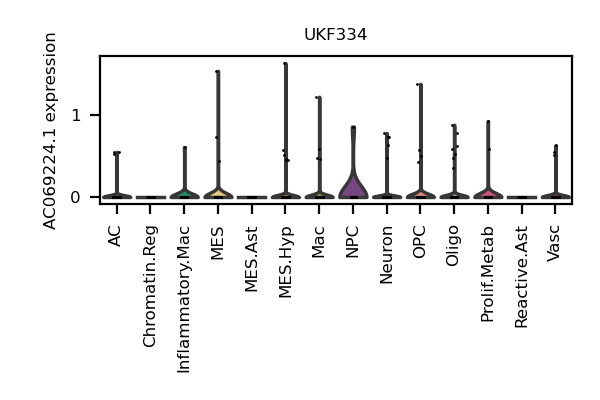 UKF334
AC069224.1 expression
1
0
AC
Chromatin.Reg
Inflammatory.Mac
MES
MES.Ast
MES.Hyp
Mac
NPC
Neuron
OPC
Oligo
Prolif.Metab
Reactive.Ast
Vasc